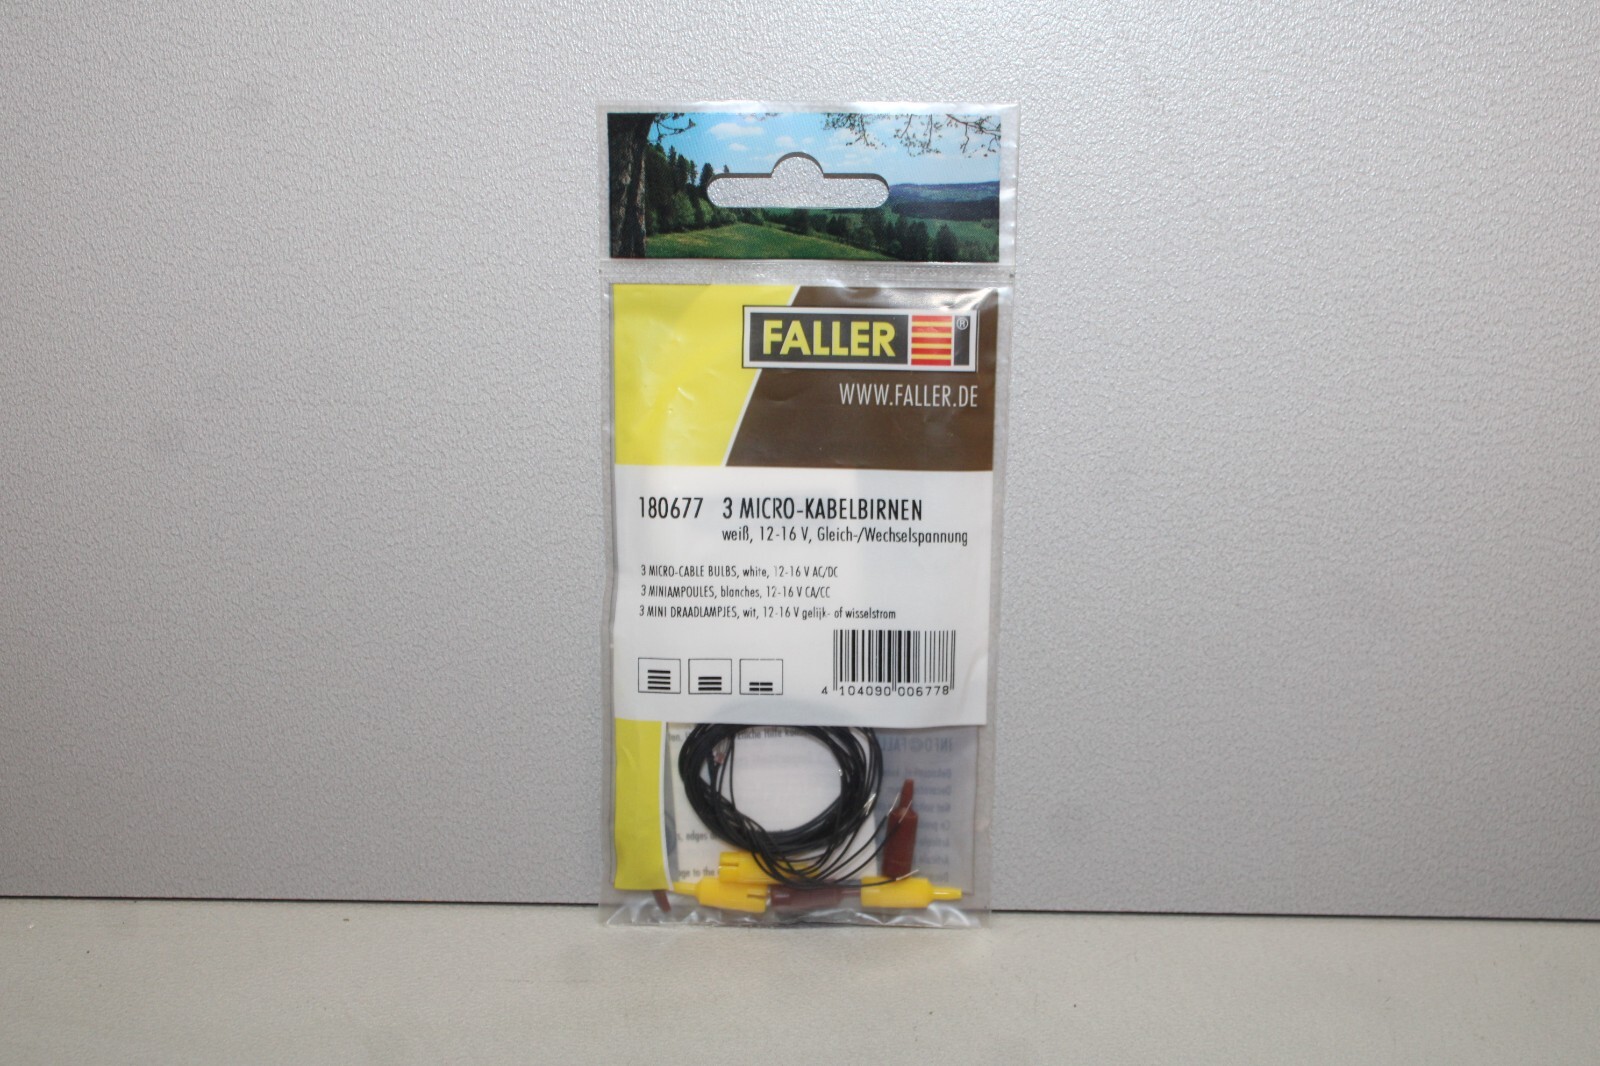 FALLER ®
WWW.FALLER.DE
180677 3 MICRO-KABELBIRNEN
weiß, 12-16 V, Gleich-/Wechselspannung
3 MICRO-CABLE BULBS, white, 12-16 V AC/DC
3 MINIAMPOULES, blanches, 12-16 V CA/CC
3 MINI DRAADLAMPJES, wit, 12-16 V gelijk- of wisselstrom
4 104090 006778